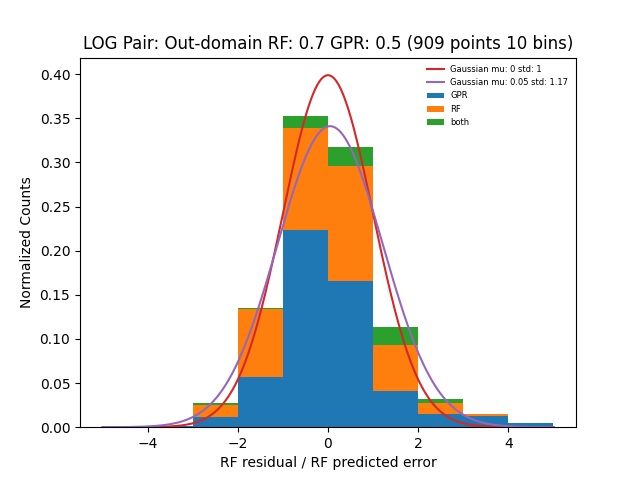 LOG Pair: Out-domain RF: 0.7 GPR: 0.5 (909 points 10 bins)
Gaussian mu: 0 std: 1
Gaussian mu: 0.05 std: 1.17
GPR
RF
both
Normalized Counts
0.40
0.35
0.30
0.25
0.20
0.15
0.10
0.05
0.00
−4 −2 0 2 4
RF residual / RF predicted error